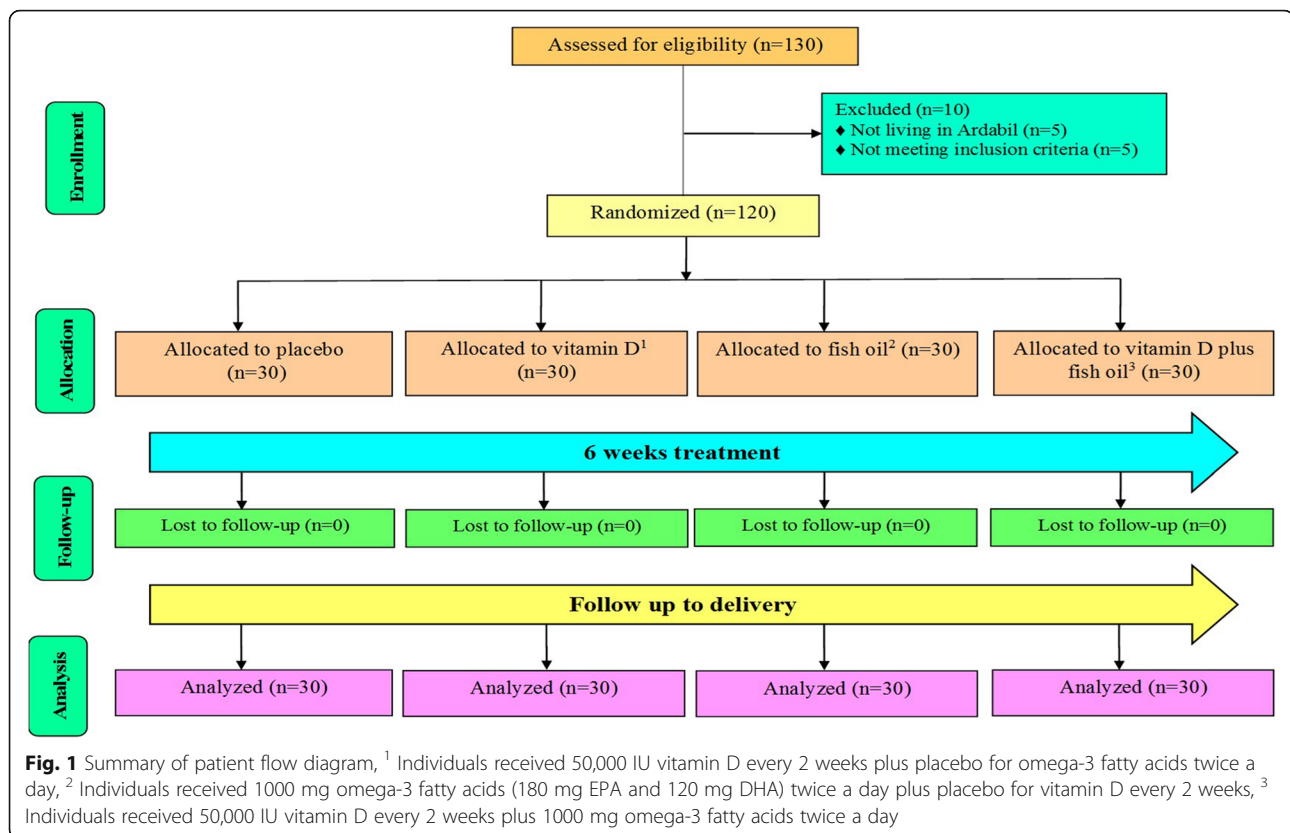 Assessed for eligibility (n=130)
Enrollment
Excluded (n=10)
♦ Not living in Ardabil (n=5)
♦ Not meeting inclusion criteria (n=5)
Randomized (n=120)
Allocation
Allocated to placebo
(n=30)
Allocated to vitamin D¹
(n=30)
Allocated to fish oil² (n=30)
Allocated to vitamin D plus
fish oil³ (n=30)
6 weeks treatment
Follow-up
Lost to follow-up (n=0)
Lost to follow-up (n=0)
Lost to follow-up (n=0)
Lost to follow-up (n=0)
Follow up to delivery
Analysis
Analyzed (n=30)
Analyzed (n=30)
Analyzed (n=30)
Analyzed (n=30)
Fig. 1 Summary of patient flow diagram, ¹ Individuals received 50,000 IU vitamin D every 2 weeks plus placebo for omega-3 fatty acids twice a
day, ² Individuals received 1000 mg omega-3 fatty acids (180 mg EPA and 120 mg DHA) twice a day plus placebo for vitamin D every 2 weeks, ³
Individuals received 50,000 IU vitamin D every 2 weeks plus 1000 mg omega-3 fatty acids twice a day